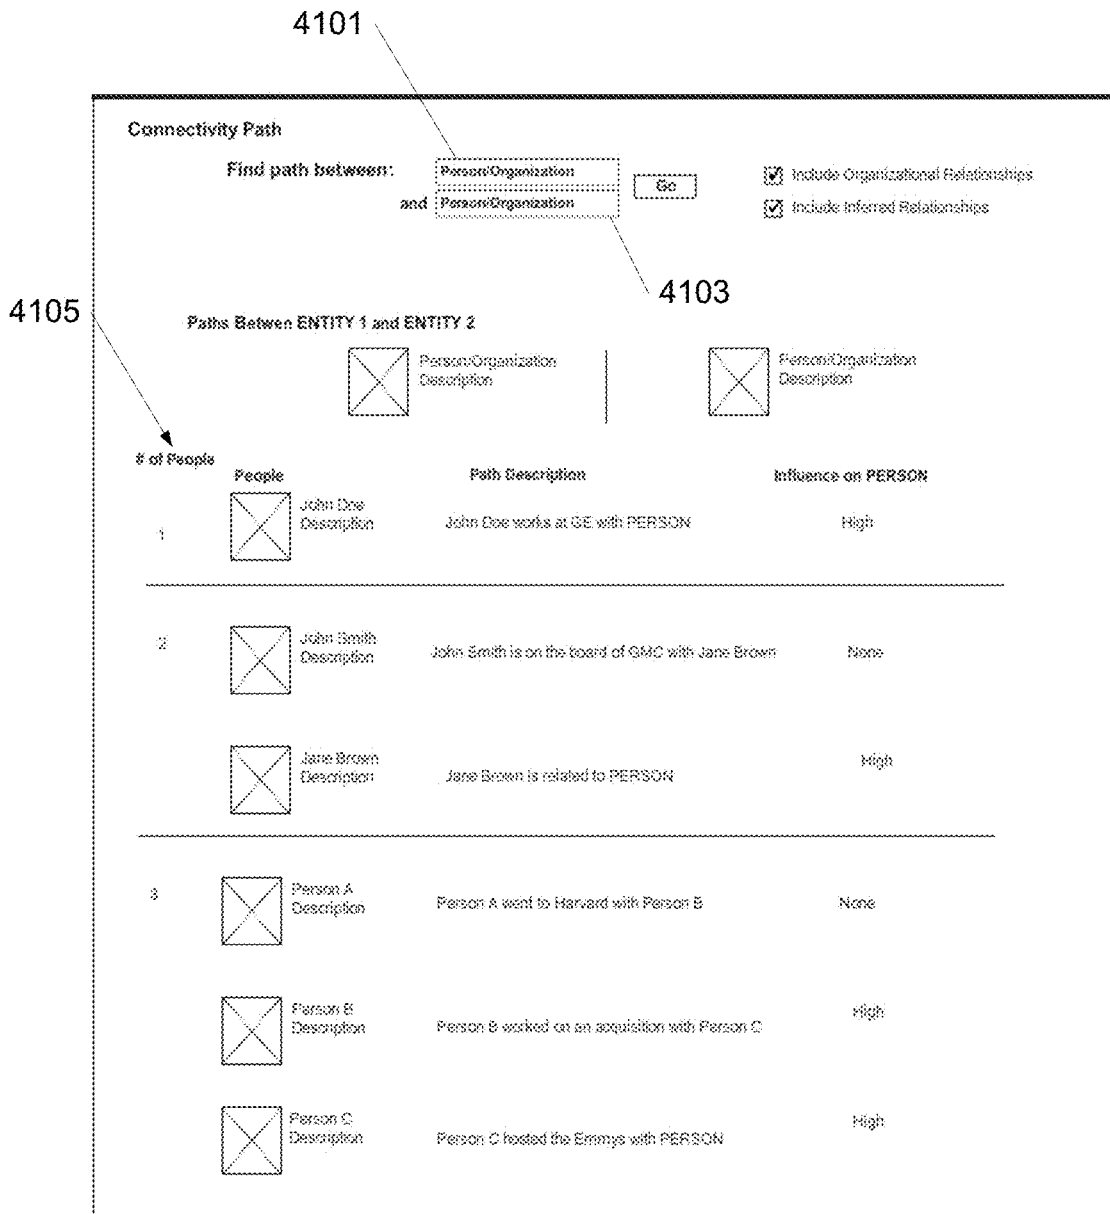 4101
Connectivity Path
Find path between:
Person/Organization
Go
Include Organizational Relationships
and
Person/Organization
Include Inferred Relationships
4103
4105
Paths Betwen ENTITY 1 and ENTITY 2
Person/Organization
Description
Person/Organization
Description
# of People
People
Path Description
Influence on PERSON
1
John Doe
Description
John Doe works at GE with PERSON
High
2
John Smith
Description
John Smith is on the board of GMC with Jane Brown
None
Jane Brown
Description
Jane Brown is related to PERSON
High
3
Person A
Description
Person A went to Harvard with Person B
None
Person B
Description
Person B worked on an acquisition with Person C
High
Person C
Description
Person C hosted the Emmys with PERSON
High